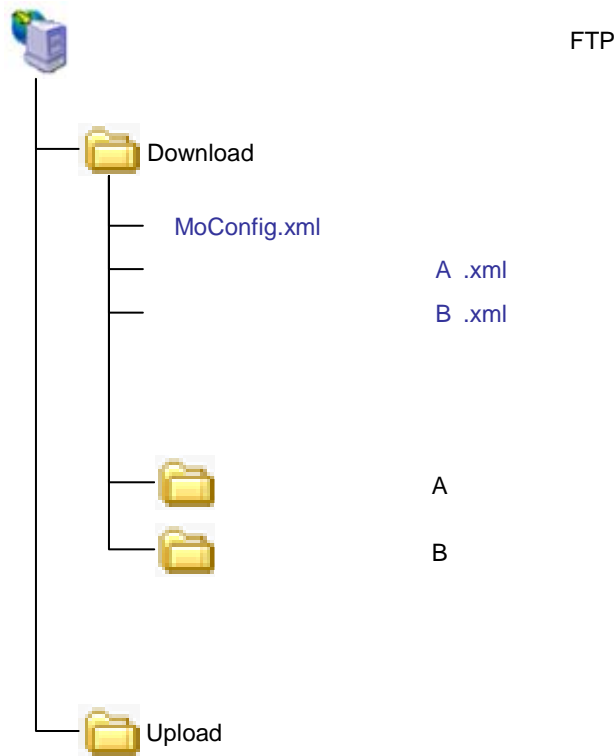 FTP
Download
MoConfig.xml
A .xml
B .xml
A
B
Upload